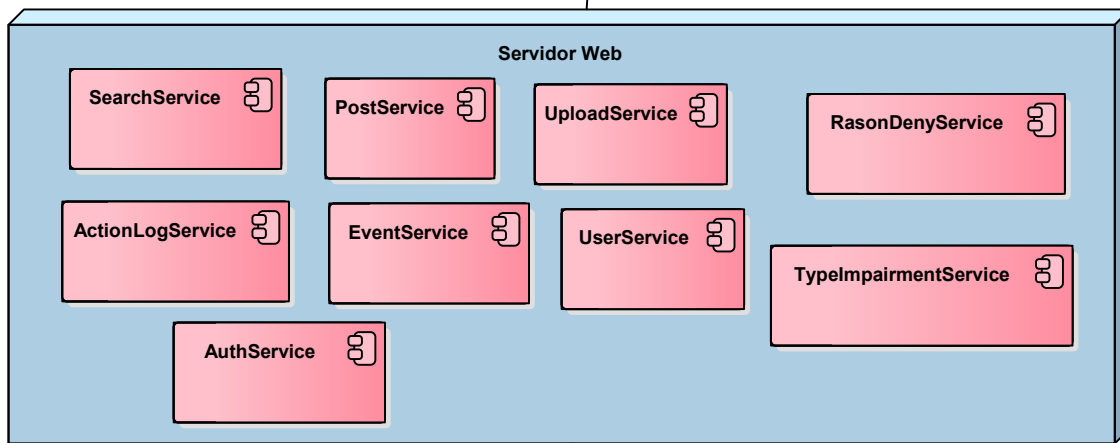 Servidor Web
SearchService
PostService
UploadService
RasonDenyService
ActionLogService
EventService
UserService
TypeImpairmentService
AuthService